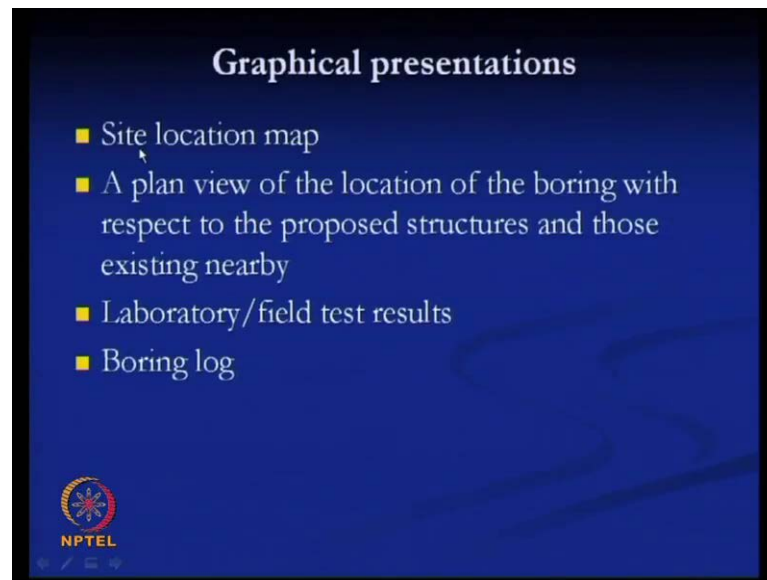 Graphical presentations
Site location map
A plan view of the location of the boring with
respect to the proposed structures and those
existing nearby
Laboratory/field test results
Boring log
NPTEL